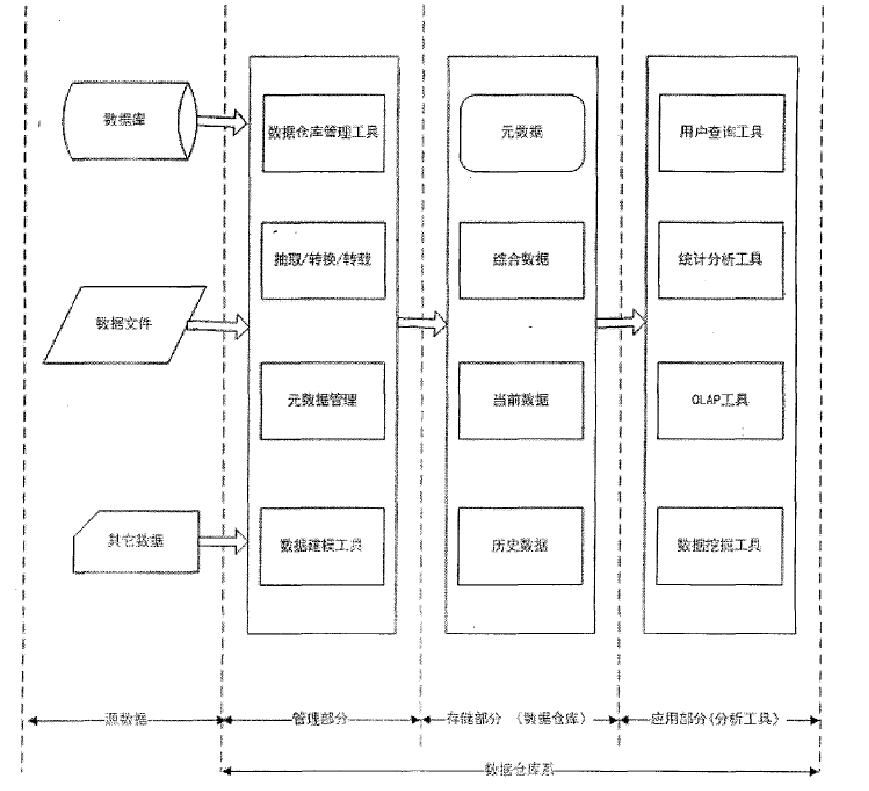 数据库
数据仓库管理工具
元数据
用户查询工具
抽取/转换/转载
综合数据
统计分析工具
数据文件
元数据管理
当前数据
OLAP工具
其它数据
数据建模工具
历史数据
数据挖掘工具
源数据
管理部分
存储部分 (数据仓库)
应用部分(分析工具)
数据仓库系